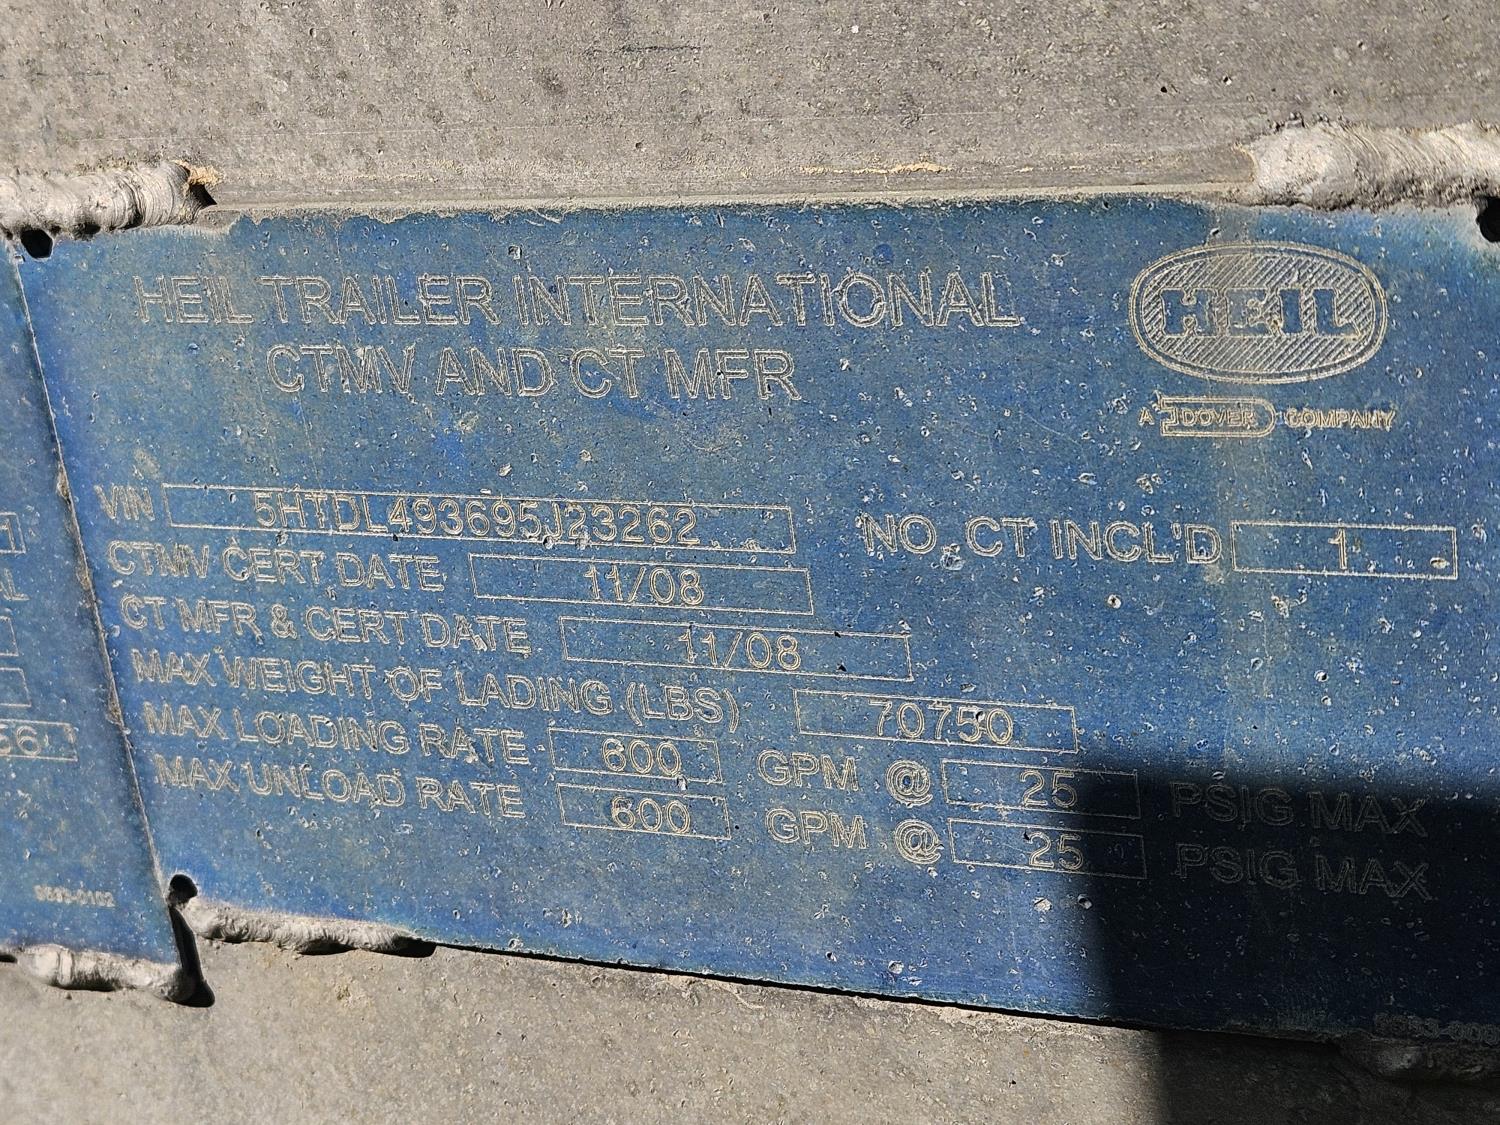 HEIL TRAILER INTERNATIONAL
CTMV AND CT MFR
HEIL
A DOVER COMPANY
VIN 5HTDL493695J23262
NO. CT INCL'D 1
CTMV CERT DATE 11/08
CT MFR & CERT DATE 11/08
MAX WEIGHT OF LADING (LBS) 70750
MAX LOADING RATE 600 GPM @ 25 PSIG MAX
MAX UNLOAD RATE 600 GPM @ 25 PSIG MAX